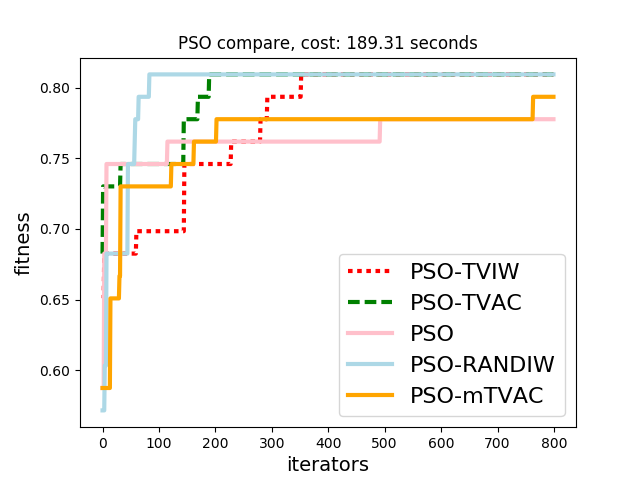 PSO compare, cost: 189.31 seconds
fitness
0.80
0.75
0.70
0.65
0.60
PSO-TVIW
PSO-TVAC
PSO
PSO-RANDIW
PSO-mTVAC
0 100 200 300 400 500 600 700 800
iterators